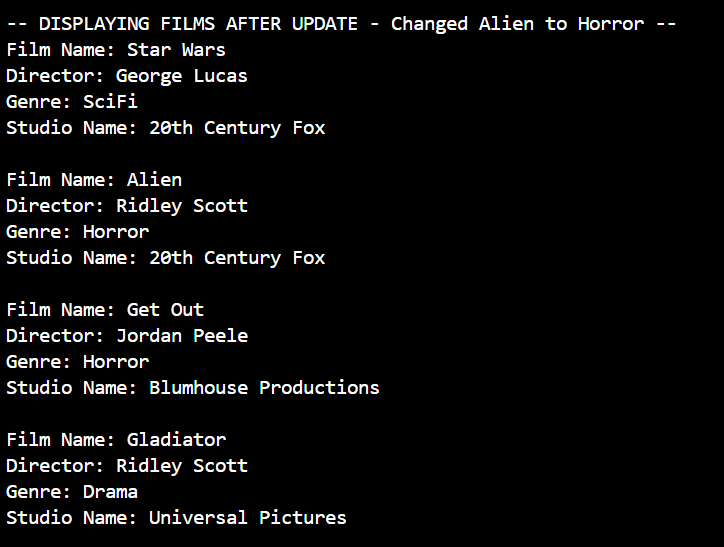 -- DISPLAYING FILMS AFTER UPDATE - Changed Alien to Horror --
Film Name: Star Wars
Director: George Lucas
Genre: SciFi
Studio Name: 20th Century Fox
Film Name: Alien
Director: Ridley Scott
Genre: Horror
Studio Name: 20th Century Fox
Film Name: Get Out
Director: Jordan Peele
Genre: Horror
Studio Name: Blumhouse Productions
Film Name: Gladiator
Director: Ridley Scott
Genre: Drama
Studio Name: Universal Pictures